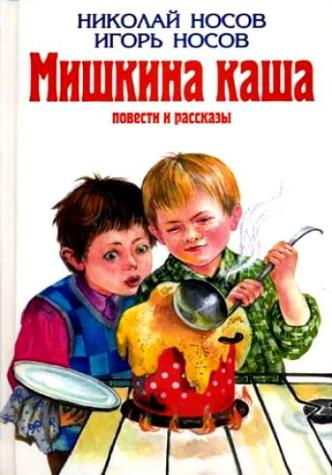 НИКОЛАЙ НОСОВ
ИГОРЬ НОСОВ
МИШКИНА КАША
ПОВЕСТИ И РАССКАЗЫ